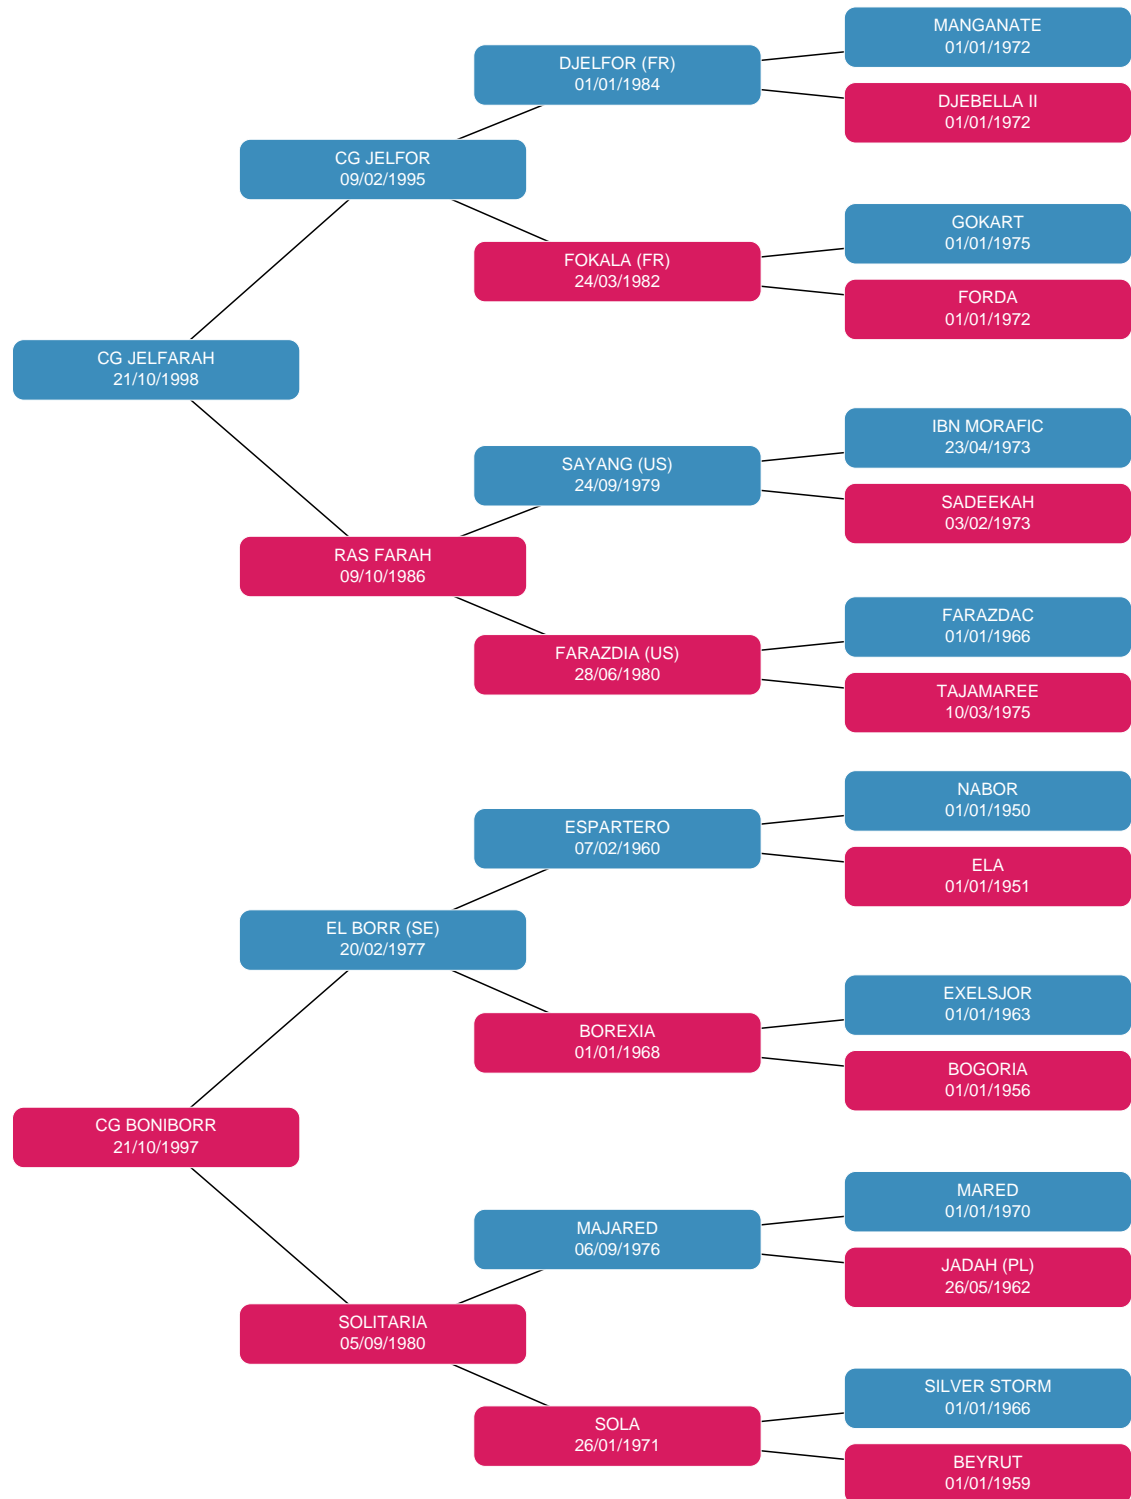 MANGANATE
01/01/1972
DJELFOR (FR)
01/01/1984
DJEBELLA II
01/01/1972
CG JELFOR
09/02/1995
GOKART
01/01/1975
FOKALA (FR)
24/03/1982
FORDA
01/01/1972
CG JELFARAH
21/10/1998
IBN MORAFIC
23/04/1973
SAYANG (US)
24/09/1979
SADEEKAH
03/02/1973
RAS FARAH
09/10/1986
FARAZDAC
01/01/1966
FARAZDIA (US)
28/06/1980
TAJAMAREE
10/03/1975
NABOR
01/01/1950
ESPARTERO
07/02/1960
ELA
01/01/1951
EL BORR (SE)
20/02/1977
EXELSJOR
01/01/1963
BOREXIA
01/01/1968
BOGORIA
01/01/1956
CG BONIBORR
21/10/1997
MARED
01/01/1970
MAJARED
06/09/1976
JADAH (PL)
26/05/1962
SOLITARIA
05/09/1980
SILVER STORM
01/01/1966
SOLA
26/01/1971
BEYRUT
01/01/1959